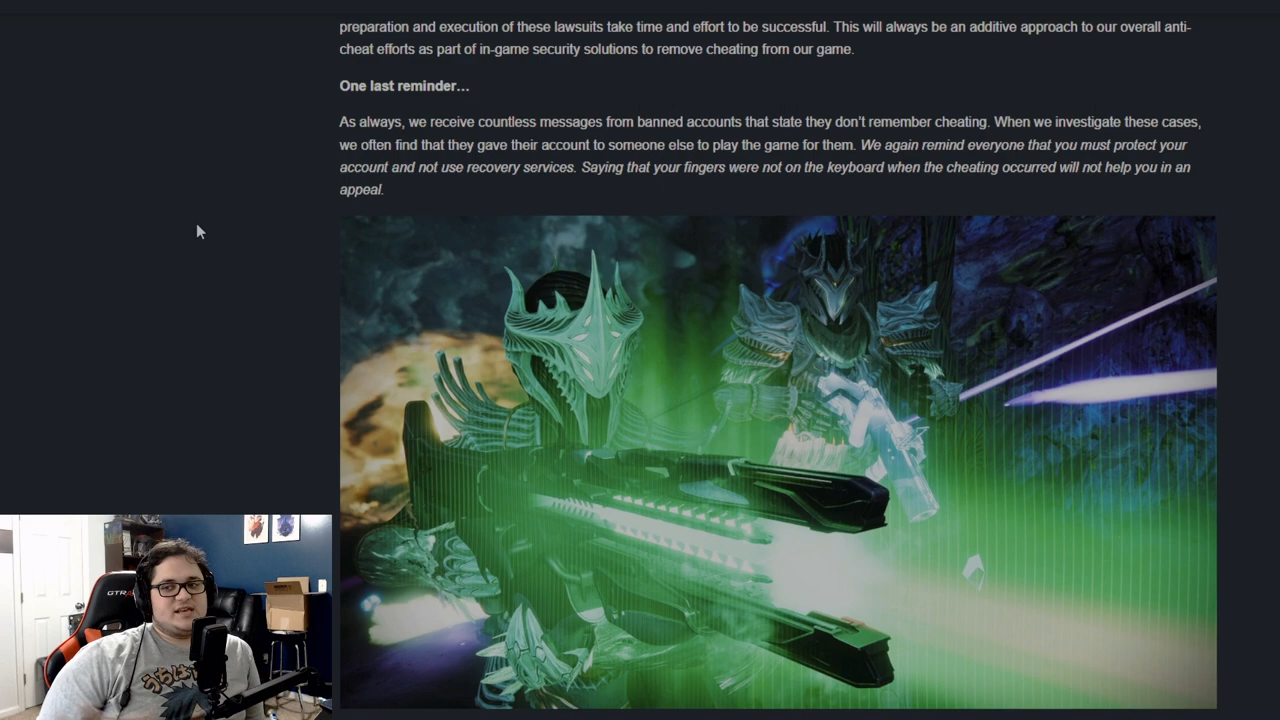 preparation and execution of these lawsuits take time and effort to be successful. This will always be an additive approach to our overall anti-
cheat efforts as part of in-game security solutions to remove cheating from our game.
One last reminder…
As always, we receive countless messages from banned accounts that state they don't remember cheating. When we investigate these cases,
we often find that they gave their account to someone else to play the game for them. We again remind everyone that you must protect your
account and not use recovery services. Saying that your fingers were not on the keyboard when the cheating occurred will not help you in an
appeal.
GTRA
うちは